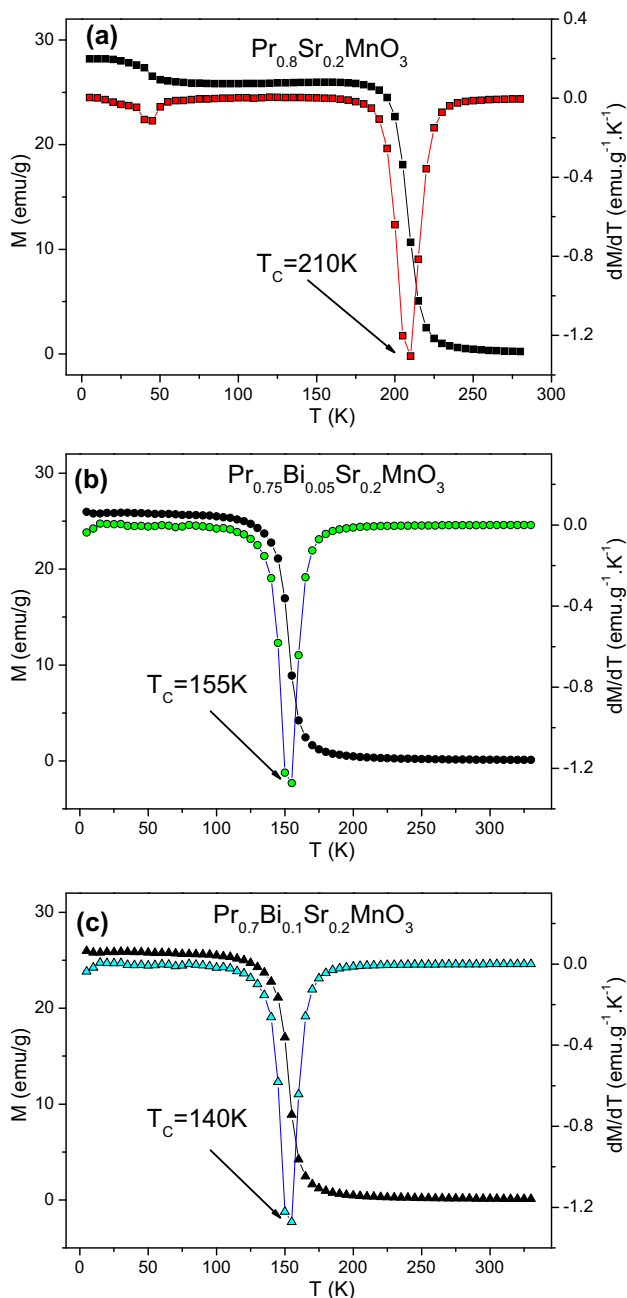 (a)
Pr0.8Sr0.2MnO3
30
20
10
0
M (emu/g)
0.4
0.0
-0.4
-0.8
-1.2
dM/dT (emu.g-1.K-1)
TC=210K
0 50 100 150 200 250 300
T (K)
(b)
Pr0.75Bi0.05Sr0.2MnO3
30
20
10
0
M (emu/g)
0.0
-0.4
-0.8
-1.2
dM/dT (emu.g-1.K-1)
TC=155K
0 50 100 150 200 250 300
T (K)
(c)
Pr0.7Bi0.1Sr0.2MnO3
30
20
10
0
M (emu/g)
0.0
-0.4
-0.8
-1.2
dM/dT (emu.g-1.K-1)
TC=140K
0 50 100 150 200 250 300
T (K)